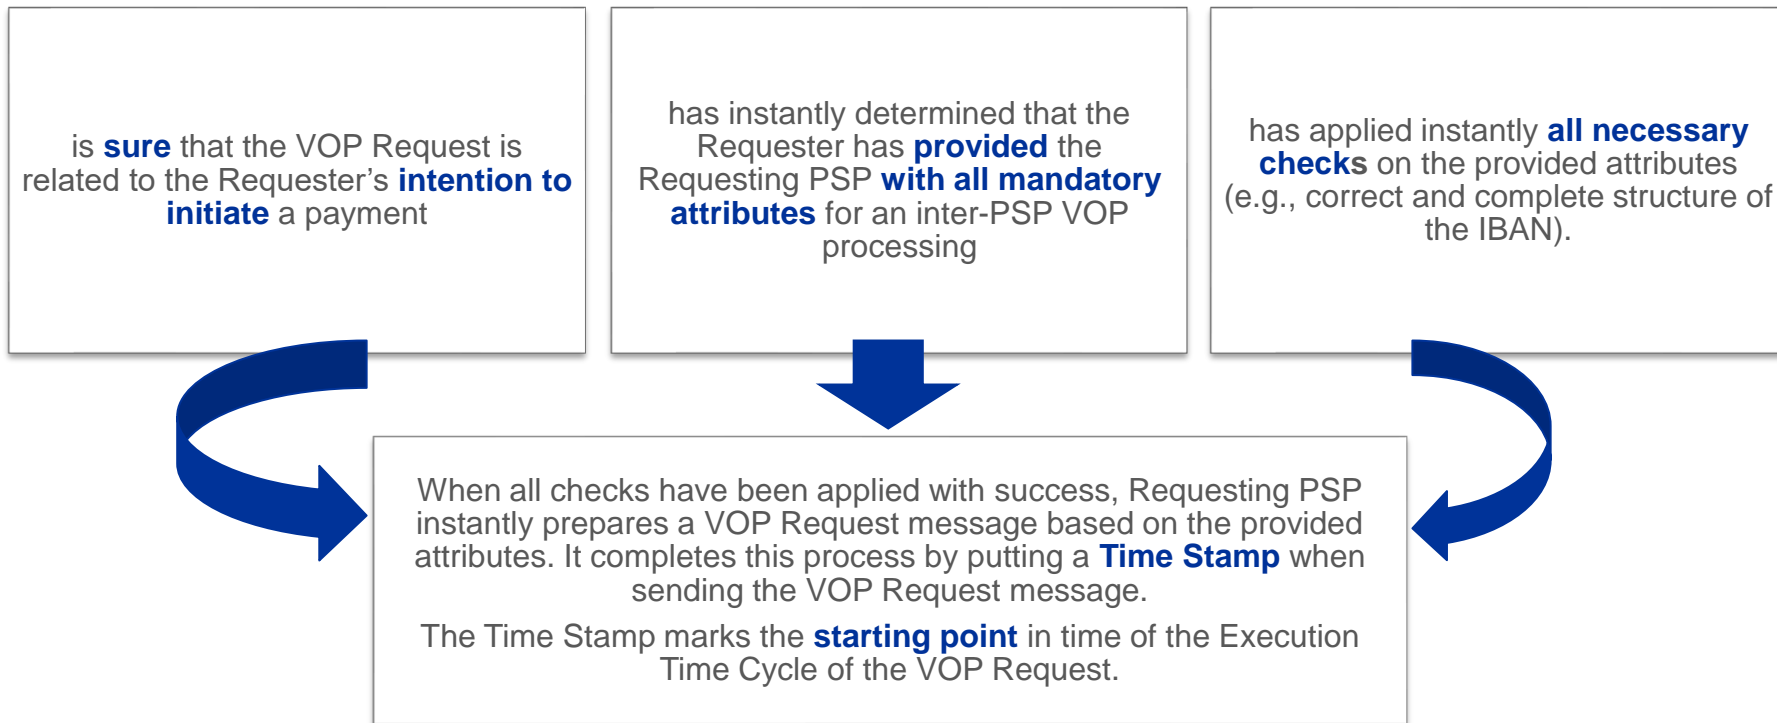 is sure that the VOP Request is
related to the Requester's intention to
initiate a payment
has instantly determined that the
Requester has provided the
Requesting PSP with all mandatory
attributes for an inter-PSP VOP
processing
has applied instantly all necessary
checks on the provided attributes
(e.g., correct and complete structure of
the IBAN).
When all checks have been applied with success, Requesting PSP
instantly prepares a VOP Request message based on the provided
attributes. It completes this process by putting a Time Stamp when
sending the VOP Request message.
The Time Stamp marks the starting point in time of the Execution
Time Cycle of the VOP Request.